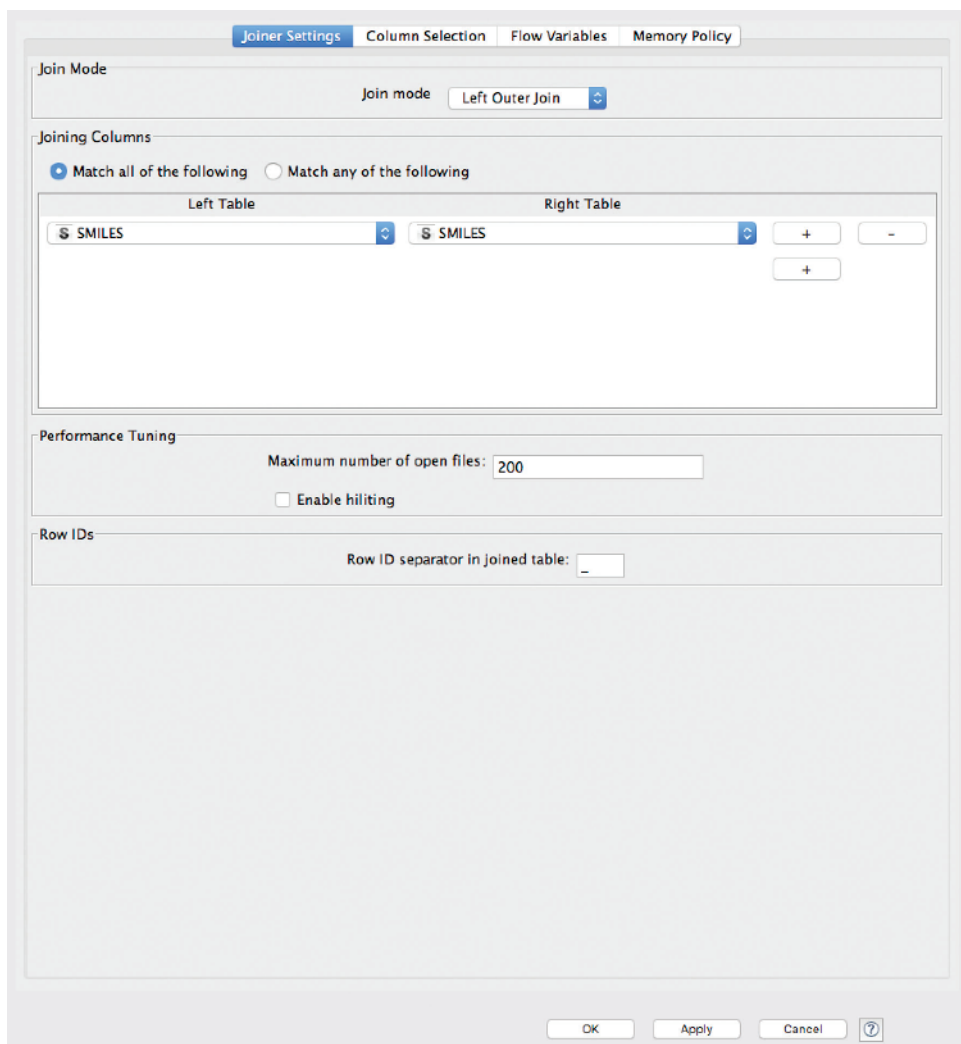 Joiner Settings Column Selection Flow Variables Memory Policy
Join Mode
Join mode Left Outer Join
Joining Columns
Match all of the following Match any of the following
Left Table Right Table
S SMILES S SMILES + -
+
Performance Tuning
Maximum number of open files: 200
Enable hiliting
Row IDs
Row ID separator in joined table: _
OK Apply Cancel ?